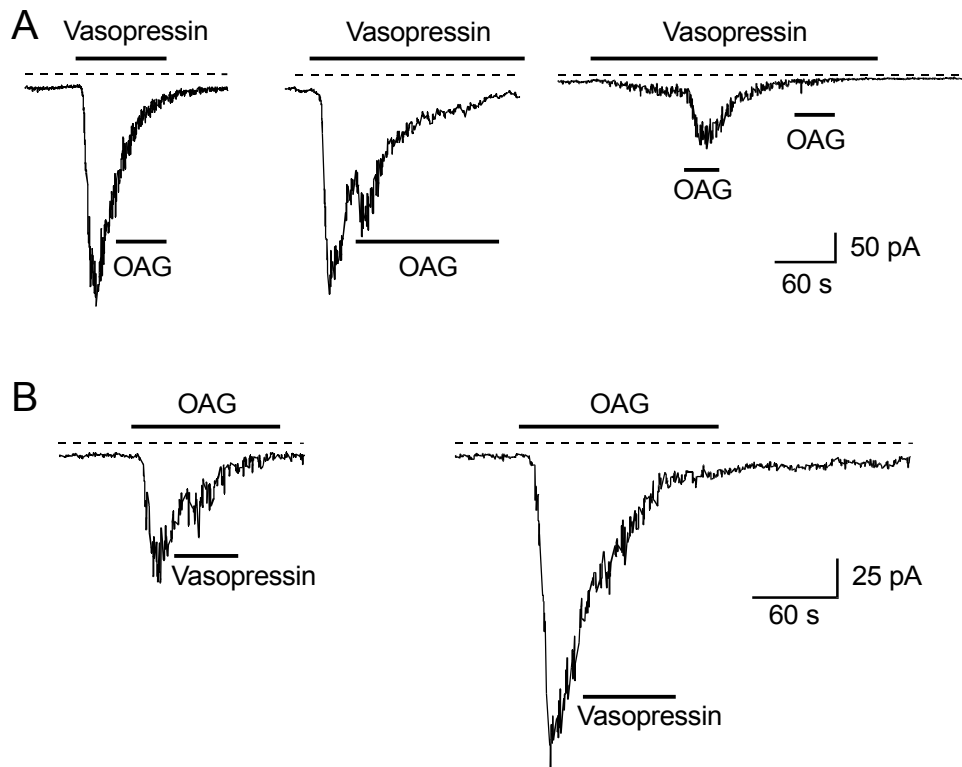 A
Vasopressin
Vasopressin
Vasopressin
OAG
OAG
OAG
OAG
50 pA
60 s
B
OAG
OAG
Vasopressin
Vasopressin
25 pA
60 s